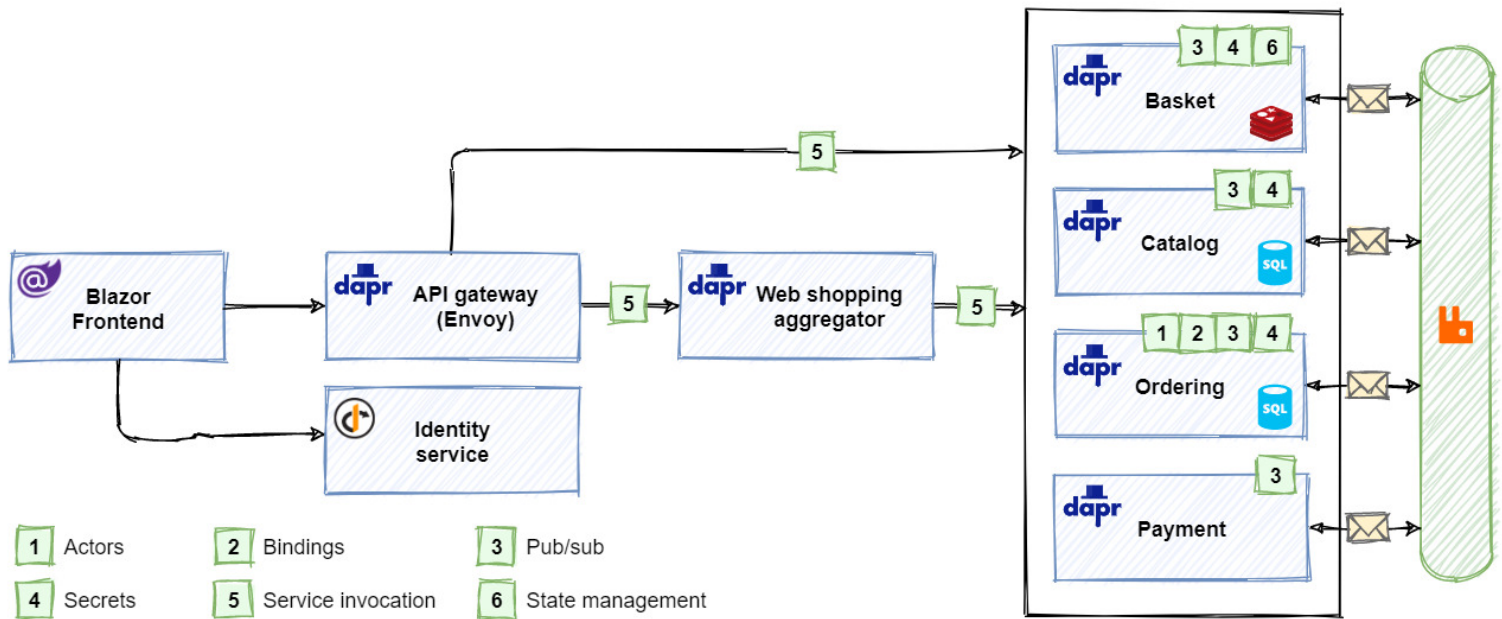 3 4 6
dapr
Basket
5
3 4
dapr
Catalog
SQL
Blazor
Frontend
dapr
API gateway
(Envoy)
5
dapr
Web shopping
aggregator
5
1 2 3 4
dapr
Ordering
SQL
Identity
service
3
dapr
Payment
1 Actors
2 Bindings
3 Pub/sub
4 Secrets
5 Service invocation
6 State management